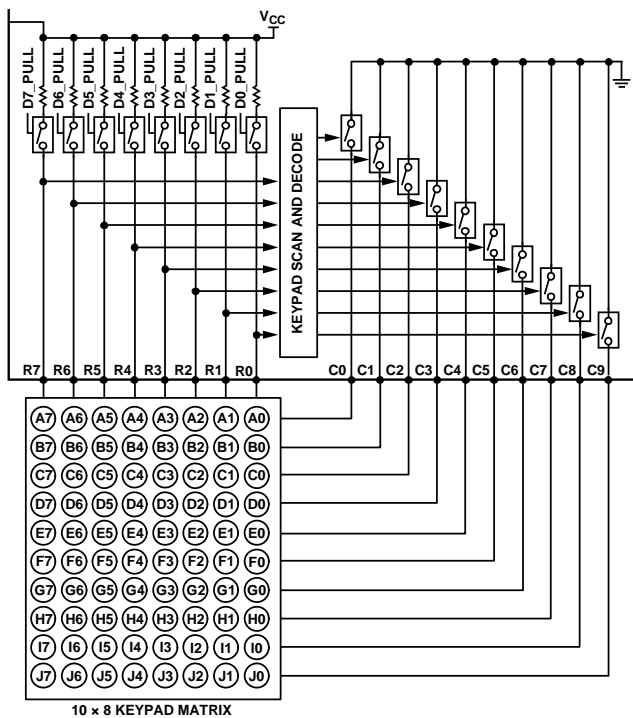 VCC
D7_PULL
D6_PULL
D5_PULL
D4_PULL
D3_PULL
D2_PULL
D1_PULL
D0_PULL
KEYPAD SCAN AND DECODE
R7 R6 R5 R4 R3 R2 R1 R0 C0 C1 C2 C3 C4 C5 C6 C7 C8 C9
A7 A6 A5 A4 A3 A2 A1 A0
B7 B6 B5 B4 B3 B2 B1 B0
C7 C6 C5 C4 C3 C2 C1 C0
D7 D6 D5 D4 D3 D2 D1 D0
E7 E6 E5 E4 E3 E2 E1 E0
F7 F6 F5 F4 F3 F2 F1 F0
G7 G6 G5 G4 G3 G2 G1 G0
H7 H6 H5 H4 H3 H2 H1 H0
I7 I6 I5 I4 I3 I2 I1 I0
J7 J6 J5 J4 J3 J2 J1 J0
10 × 8 KEYPAD MATRIX